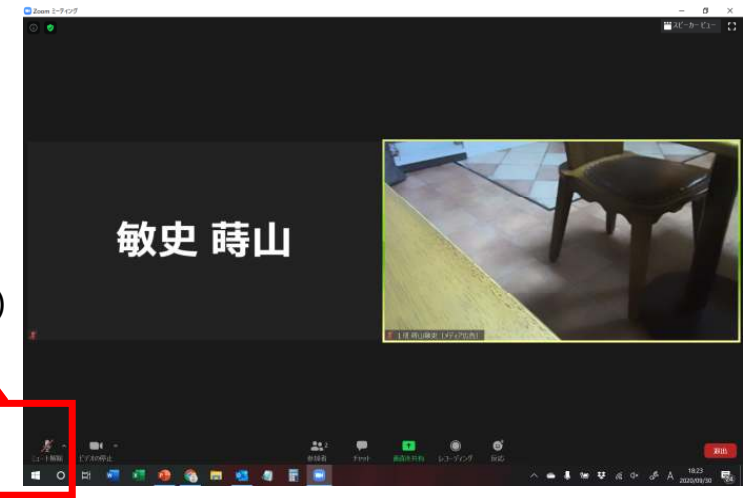 Zoom ミーティング
スピーカー ビュー
敏史 蒔山
)
ミュート解除
ビデオの停止
2
参加者
チャット
画面を共有
レコーディング
反応
退出
A
18:23
2020/09/30